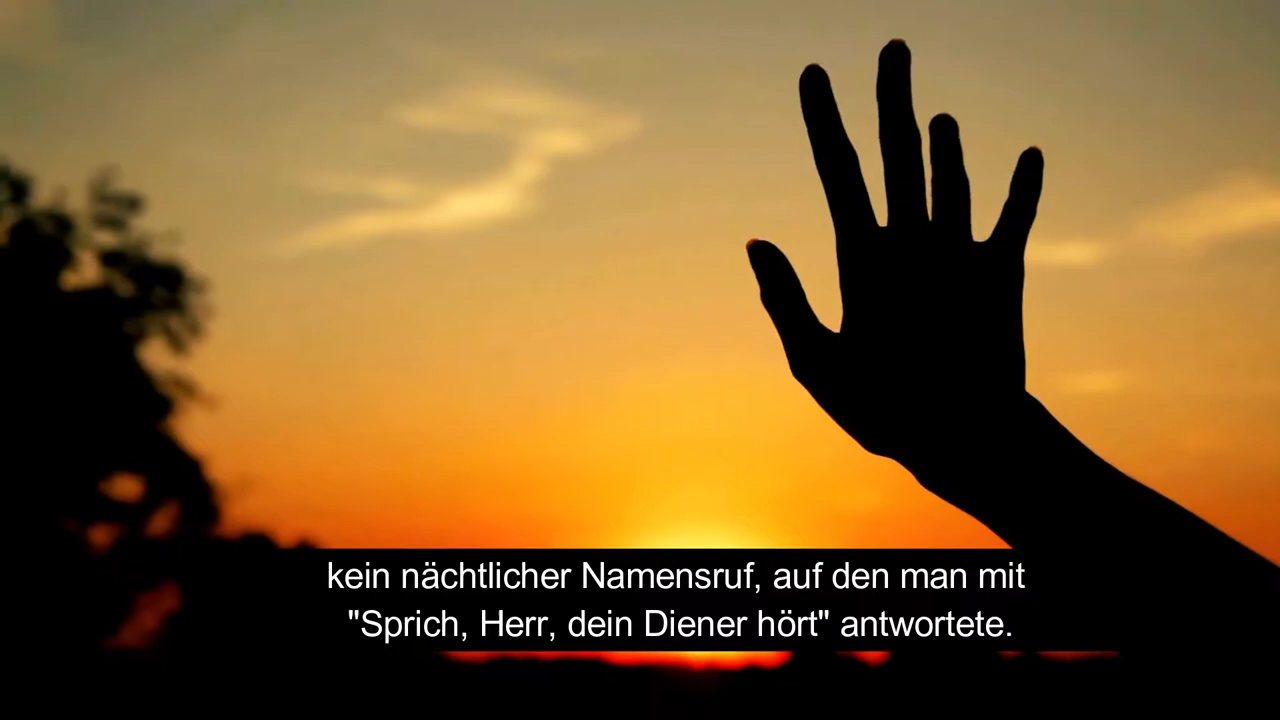 kein nächtlicher Namensruf, auf den man mit
"Sprich, Herr, dein Diener hört" antwortete.